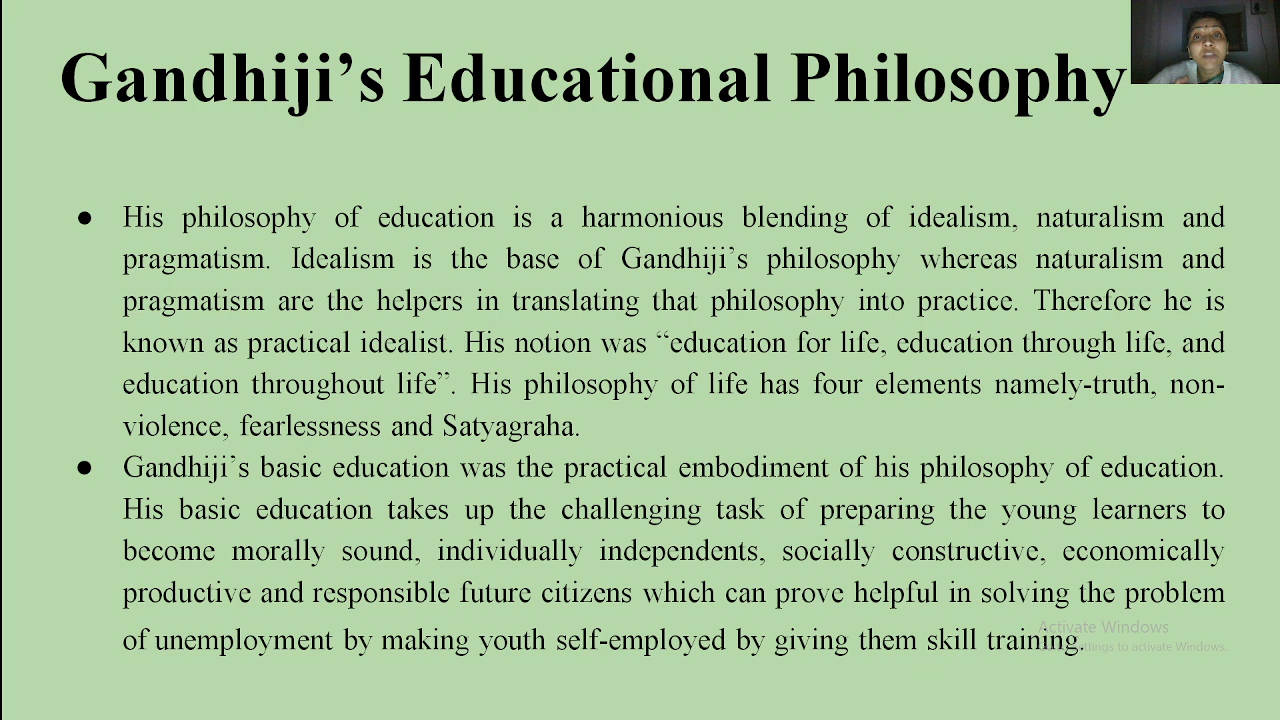 Gandhiji’s Educational Philosophy
● His philosophy of education is a harmonious blending of idealism, naturalism and
pragmatism. Idealism is the base of Gandhiji’s philosophy whereas naturalism and
pragmatism are the helpers in translating that philosophy into practice. Therefore he is
known as practical idealist. His notion was “education for life, education through life, and
education throughout life”. His philosophy of life has four elements namely-truth, non-
violence, fearlessness and Satyagraha.
● Gandhiji’s basic education was the practical embodiment of his philosophy of education.
His basic education takes up the challenging task of preparing the young learners to
become morally sound, individually independents, socially constructive, economically
productive and responsible future citizens which can prove helpful in solving the problem
of unemployment by making youth self-employed by giving them skill training.
Activate Windows
to activate Windows.